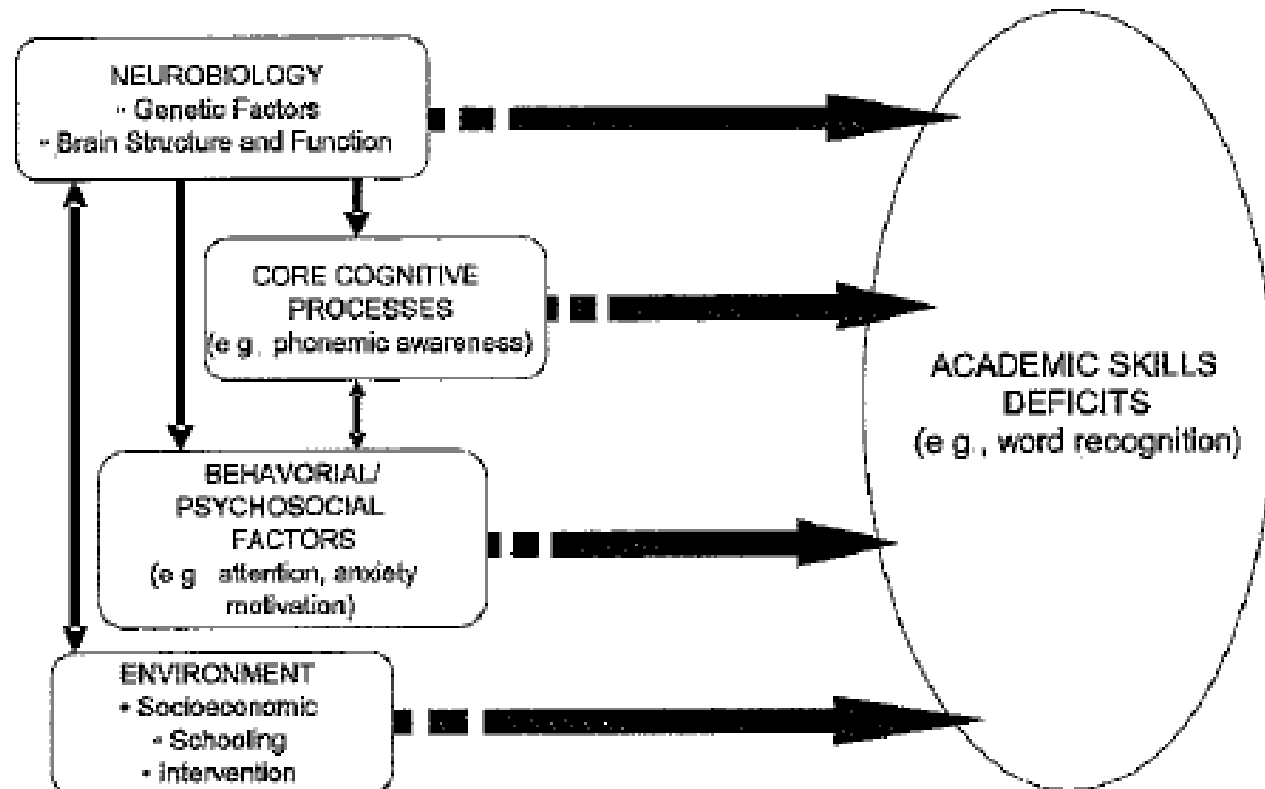 NEUROBIOLOGY
• Genetic Factors
• Brain Structure and Function
CORE COGNITIVE
PROCESSES
(e.g., phonemic awareness)
ACADEMIC SKILLS
DEFICITS
(e.g., word recognition)
BEHAVORIAL/
PSYCHOSOCIAL
FACTORS
(e.g. attention, anxiety
motivation)
ENVIRONMENT
• Socioeconomic
• Schooling
• Intervention